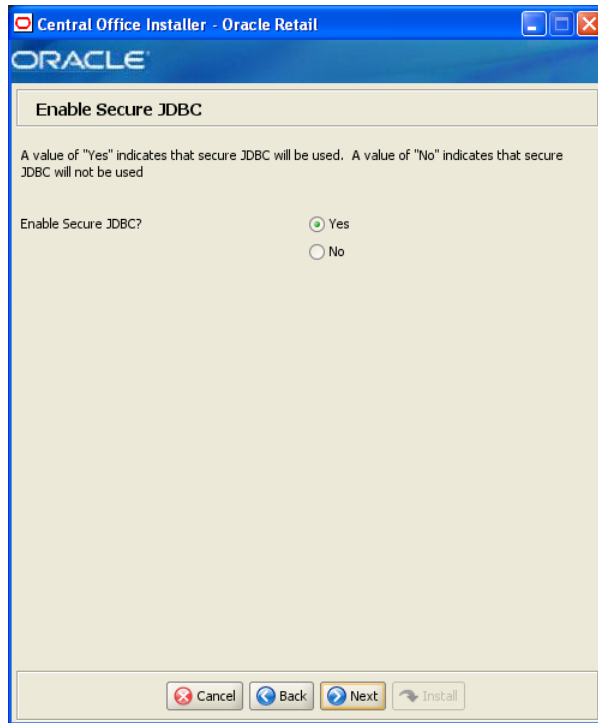 Central Office Installer - Oracle Retail
ORACLE
Enable Secure JDBC
A value of "Yes" indicates that secure JDBC will be used. A value of "No" indicates that secure
JDBC will not be used
Enable Secure JDBC?
Yes
No
Cancel
Back
Next
Install